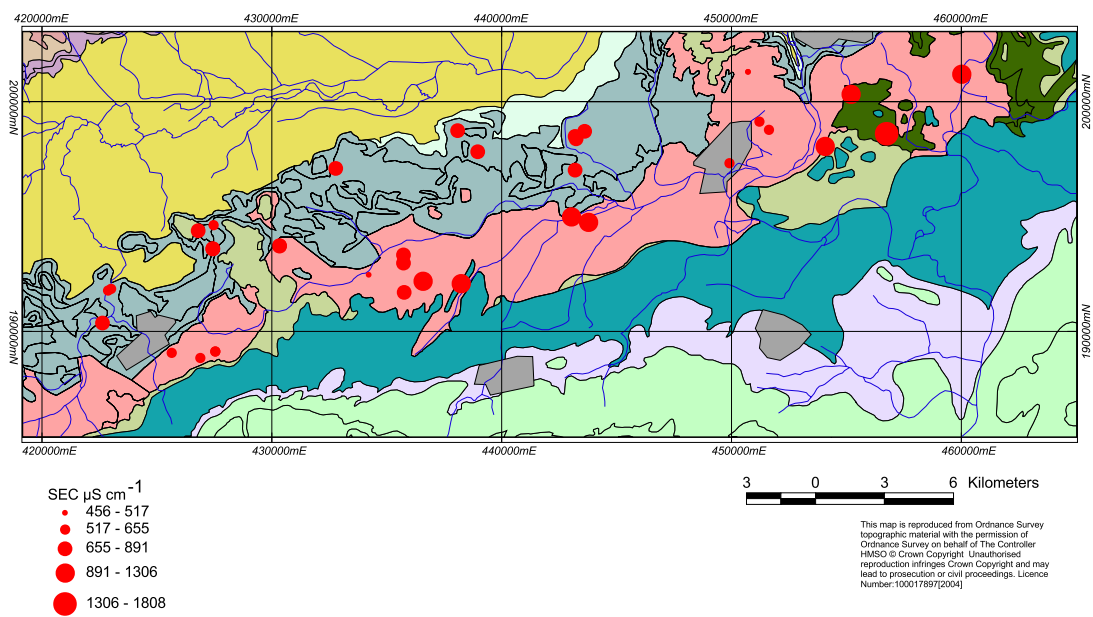 420000mE 430000mE 440000mE 450000mE 460000mE
200000mN 200000mN
190000mN 190000mN
420000mE 430000mE 440000mE 450000mE 460000mE
3 0 3 6 Kilometers
SEC µS cm-1
456 - 517
517 - 655
655 - 891
891 - 1306
1306 - 1808
This map is reproduced from Ordnance Survey
topographic material with the permission of
Ordnance Survey on behalf of The Controller
HMSO © Crown Copyright Unauthorised
reproduction infringes Crown Copyright and may
lead to prosecution or civil proceedings. Licence
Number:100017897[2004]